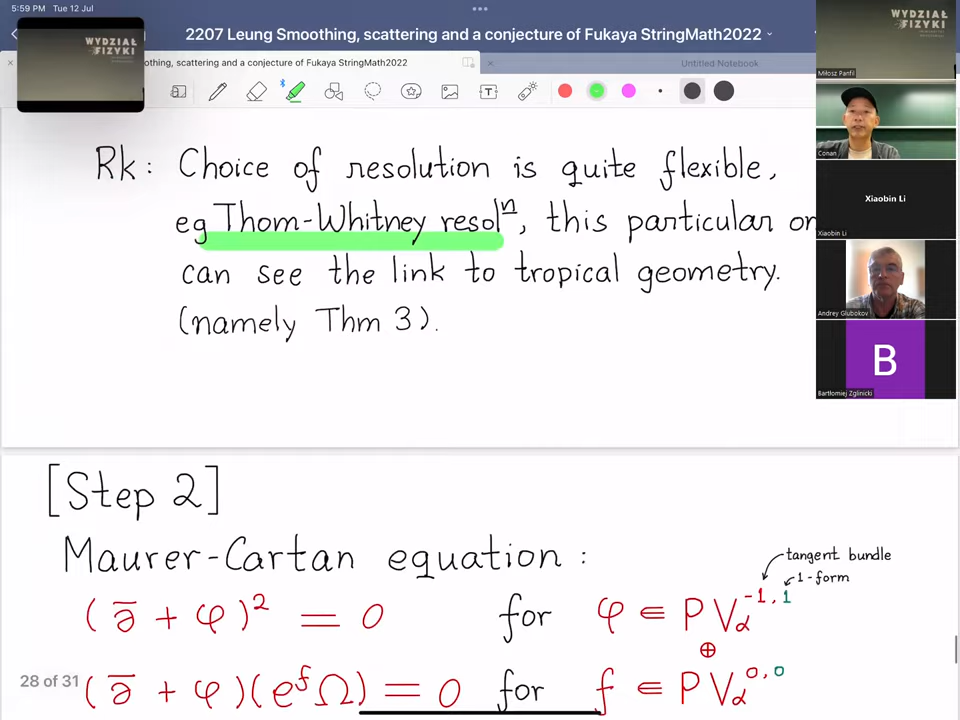 5:59 PM Tue 12 Jul
2207 Leung Smoothing, scattering and a conjecture of Fukaya StringMath2022
WYDZIAŁ
FIZYKI
othing, scattering and a conjecture of Fukaya StringMath2022
Untitled Notebook
WYDZIAŁ
FIZYKI
Miłosz Panfil
Conan
Xiaobin Li
Xiaobin Li
Andrey Glubokov
B
Bartłomiej Zglinicki
Rk: Choice of resolution is quite flexible,
eg Thom-Whitney resolⁿ, this particular on
can see the link to tropical geometry.
(namely Thm 3).
[Step 2]
Maurer-Cartan equation :
tangent bundle
1-form
(∂̄ + φ)² = 0 for φ ∈ PV_α^{-1, 1}
⊕
(∂̄ + φ)(e^f Ω) = 0 for f ∈ PV_α^{0, 0}
28 of 31